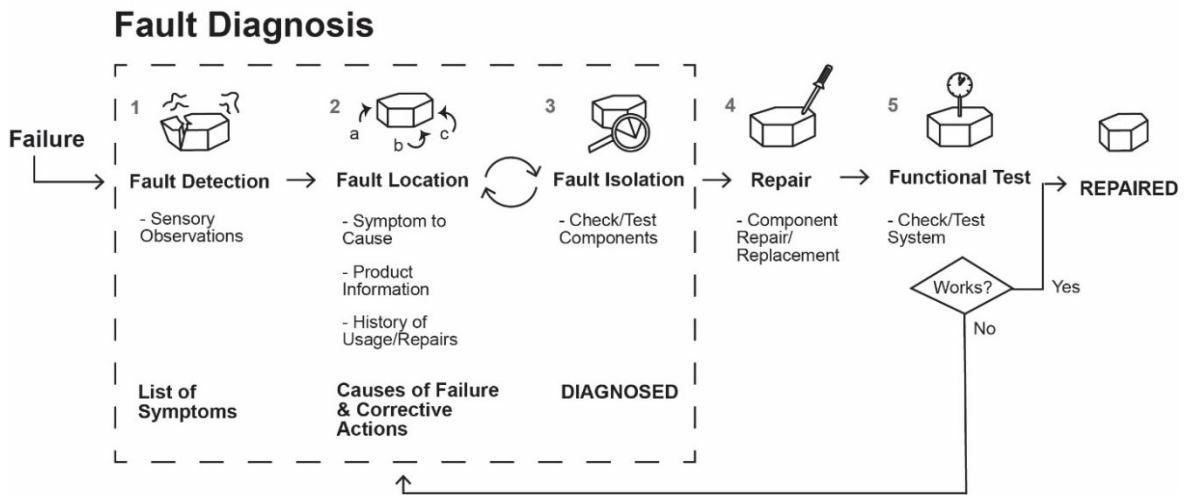 Fault Diagnosis
Failure
1
Fault Detection
- Sensory
Observations
List of
Symptoms
2
a
b
c
Fault Location
- Symptom to
Cause
- Product
Information
- History of
Usage/Repairs
Causes of Failure
& Corrective
Actions
3
Fault Isolation
- Check/Test
Components
DIAGNOSED
4
Repair
- Component
Repair/
Replacement
5
Functional Test
- Check/Test
System
Works?
Yes
No
REPAIRED